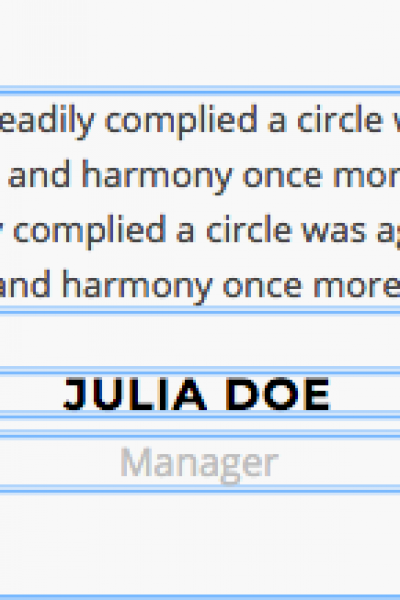 eadily complied a circle
and harmony once mor
complied a circle was ag
and harmony once more
JULIA DOE
Manager